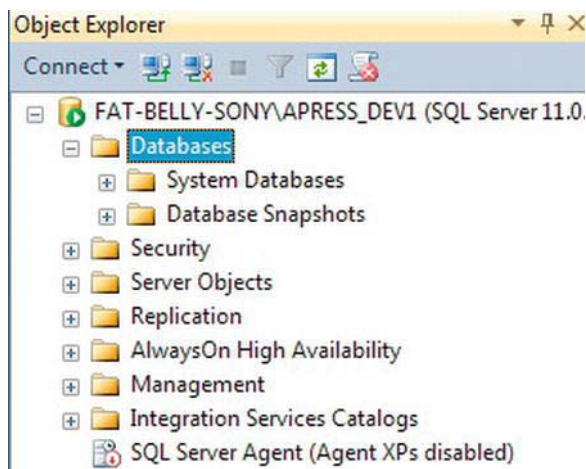 Object Explorer
Connect
FAT-BELLY-SONY\APRESS_DEV1 (SQL Server 11.0.
Databases
System Databases
Database Snapshots
Security
Server Objects
Replication
AlwaysOn High Availability
Management
Integration Services Catalogs
SQL Server Agent (Agent XPs disabled)